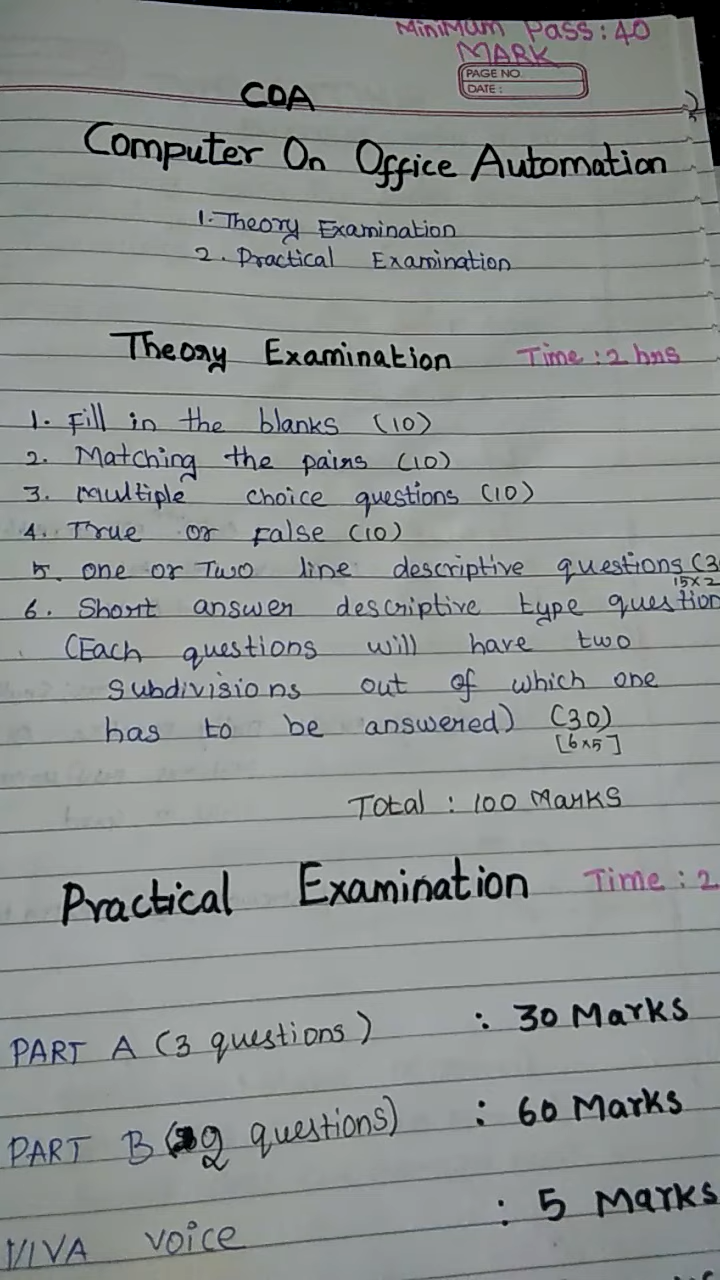 Minimum Pass : 40
MARK
PAGE NO
DATE :
COA
Computer On Office Automation
1. Theory Examination
2. Practical Examination
Theory Examination Time : 2 hrs
1. Fill in the blanks (10)
2. Matching the pairs (10)
3. Multiple choice questions (10)
4. True or False (10)
5. One or Two line descriptive questions (3
15x2
6. Short answer descriptive type question
(Each questions will have two
subdivisions out of which one
has to be answered) (30)
[6x5]
Total : 100 Marks
Practical Examination Time : 2
PART A (3 questions) : 30 Marks
PART B (2 questions) : 60 Marks
VIVA voice : 5 Marks